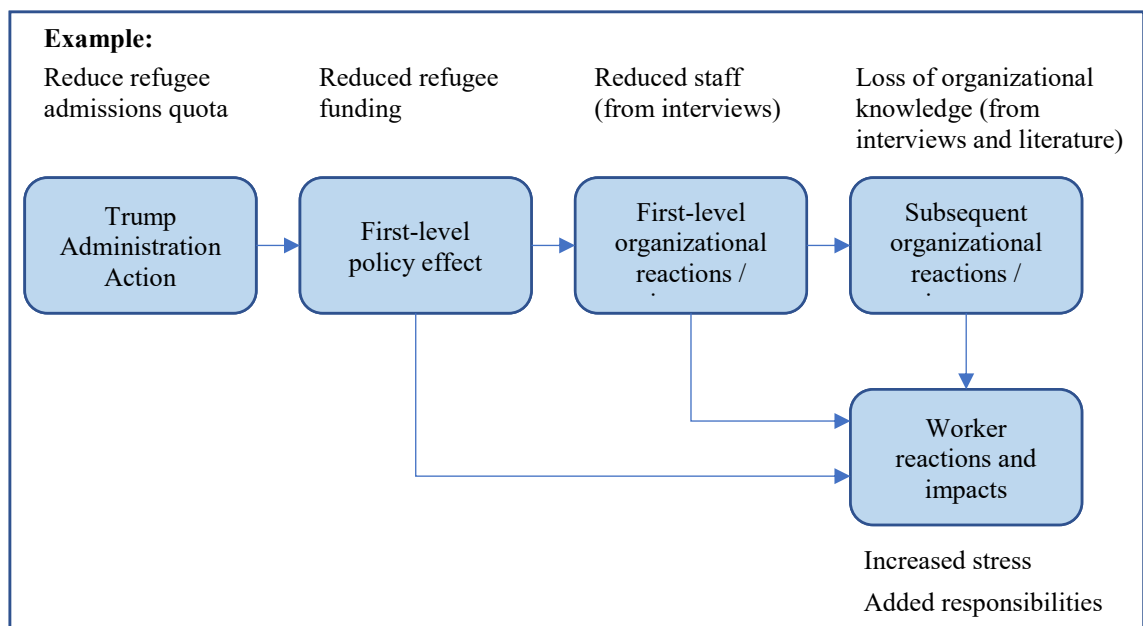 Example:
Reduce refugee
admissions quota
Reduced refugee
funding
Reduced staff
(from interviews)
Loss of organizational
knowledge (from
interviews and literature)
Trump
Administration
Action
First-level
policy effect
First-level
organizational
reactions /
Subsequent
organizational
reactions /
Worker
reactions and
impacts
Increased stress
Added responsibilities